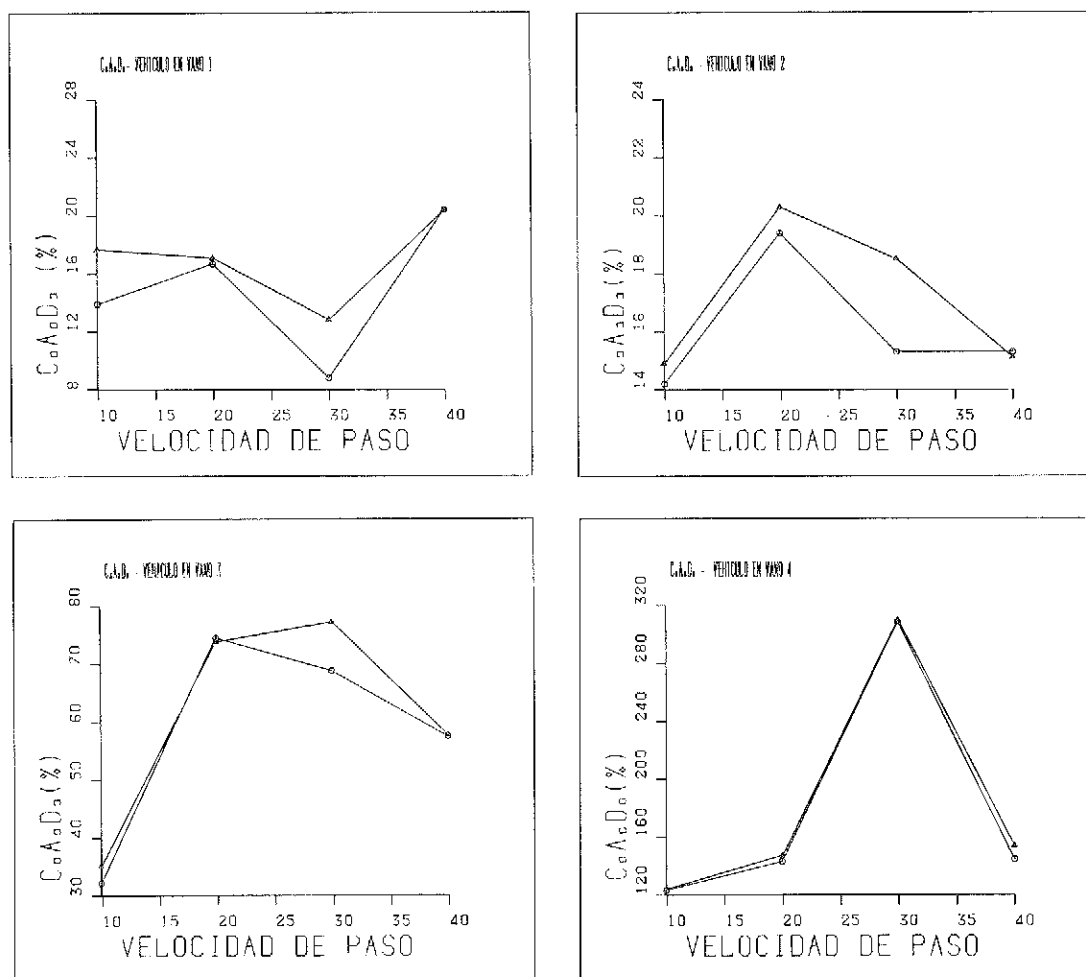 C.A.D. - VEHICULO EN VANO 1
28
24
20
16
12
8
C.A.D. (%)
10 15 20 25 30 35 40
VELOCIDAD DE PASO
C.A.D. - VEHICULO EN VANO 2
24
22
20
18
16
14
C.A.D. (%)
10 15 20 25 30 35 40
VELOCIDAD DE PASO
C.A.D. - VEHICULO EN VANO 3
80
70
60
50
40
30
C.A.D. (%)
10 15 20 25 30 35 40
VELOCIDAD DE PASO
C.A.D. - VEHICULO EN VANO 4
320
280
240
200
160
120
C.A.D. (%)
10 15 20 25 30 35 40
VELOCIDAD DE PASO